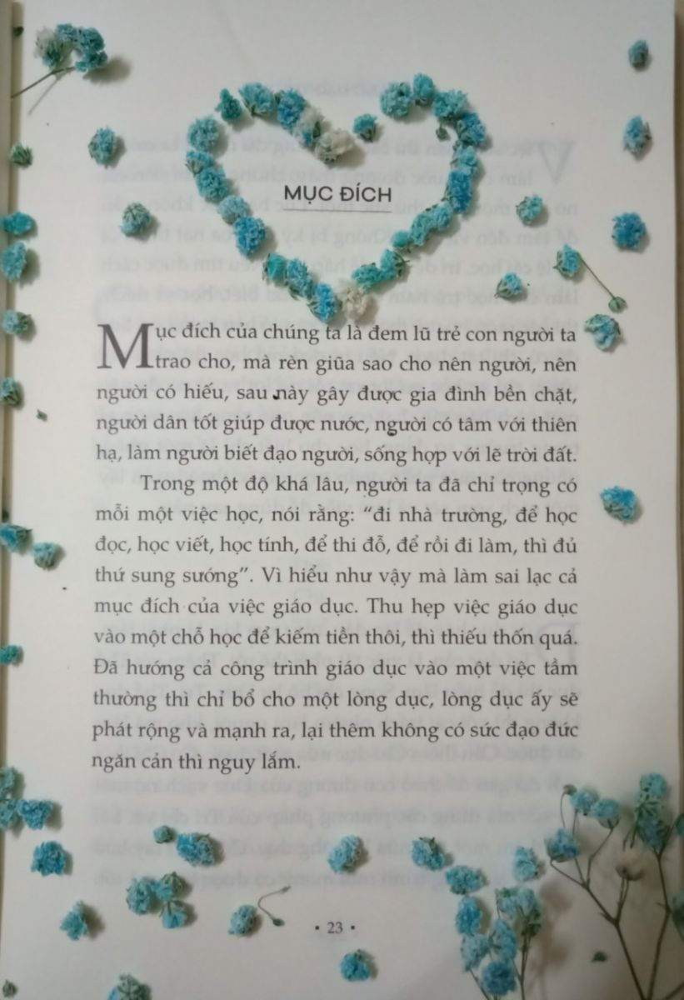 MỤC ĐÍCH
Mục đích của chúng ta là đem lũ trẻ con người ta
trao cho, mà rèn giũa sao cho nên người, nên
người có hiếu, sau này gây được gia đình bền chặt,
người dân tốt giúp được nước, người có tâm với thiên
hạ, làm người biết đạo người, sống hợp với lẽ trời đất.
Trong một độ khá lâu, người ta đã chỉ trọng có
mỗi một việc học, nói rằng: “đi nhà trường, để học
đọc, học viết, học tính, để thi đỗ, để rồi đi làm, thì đủ
thứ sung sướng”. Vì hiểu như vậy mà làm sai lạc cả
mục đích của việc giáo dục. Thu hẹp việc giáo dục
vào một chỗ học để kiếm tiền thôi, thì thiếu thốn quá.
Đã hướng cả công trình giáo dục vào một việc tầm
thường thì chỉ bổ cho một lòng dục, lòng dục ấy sẽ
phát rộng và mạnh ra, lại thêm không có sức đạo đức
ngăn cản thì nguy lắm.
• 23 •